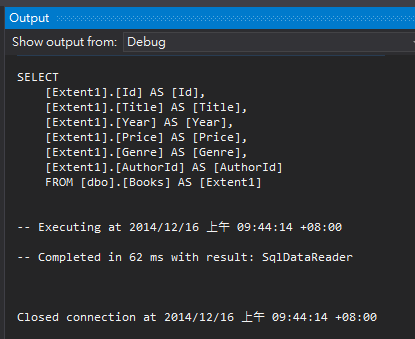 Output
Show output from: Debug
SELECT
[Extent1].[Id] AS [Id],
[Extent1].[Title] AS [Title],
[Extent1].[Year] AS [Year],
[Extent1].[Price] AS [Price],
[Extent1].[Genre] AS [Genre],
[Extent1].[AuthorId] AS [AuthorId]
FROM [dbo].[Books] AS [Extent1]
-- Executing at 2014/12/16 上午 09:44:14 +08:00
-- Completed in 62 ms with result: SqlDataReader
Closed connection at 2014/12/16 上午 09:44:14 +08:00